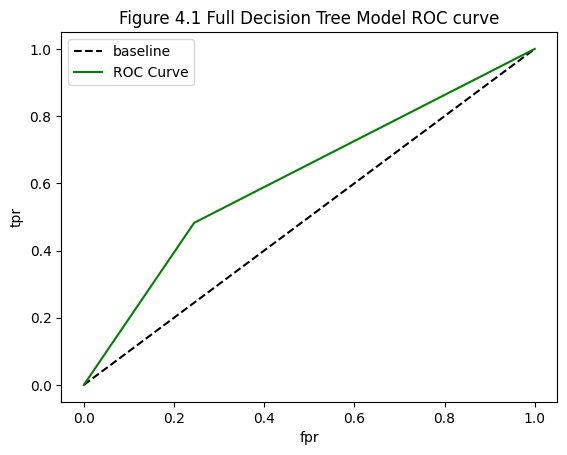 Figure 4.1 Full Decision Tree Model ROC curve
baseline
ROC Curve
tpr
1.0
0.8
0.6
0.4
0.2
0.0
0.0 0.2 0.4 0.6 0.8 1.0
fpr